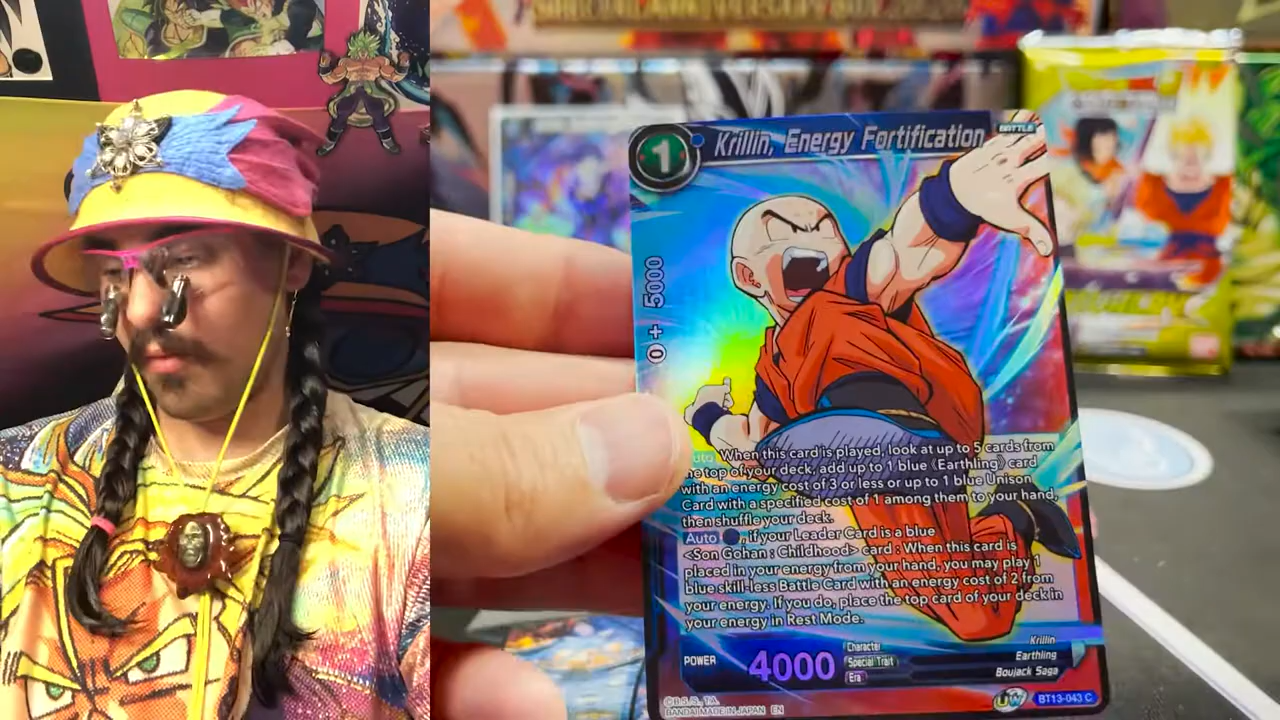 SPECIAL ANNIVERSARY BOX 2020
1
Krillin, Energy Fortification
BATTLE
0 + 5000
Auto When this card is played, look at up to 5 cards from
the top of your deck, add up to 1 blue 《Earthling》 card
with an energy cost of 3 or less or up to 1 blue Unison
Card with a specified cost of 1 among them to your hand,
then shuffle your deck.
Auto , if your Leader Card is a blue
<Son Gohan : Childhood> card : When this card is
placed in your energy from your hand, you may play 1
blue skill-less Battle Card with an energy cost of 2 from
your energy. If you do, place the top card of your deck in
your energy in Rest Mode.
POWER 4000
Character Krillin
Special Trait Earthling
Era Boujack Saga
©B.S./S., T.A.
BANDAI MADE IN JAPAN EN
UW BT13-043 C